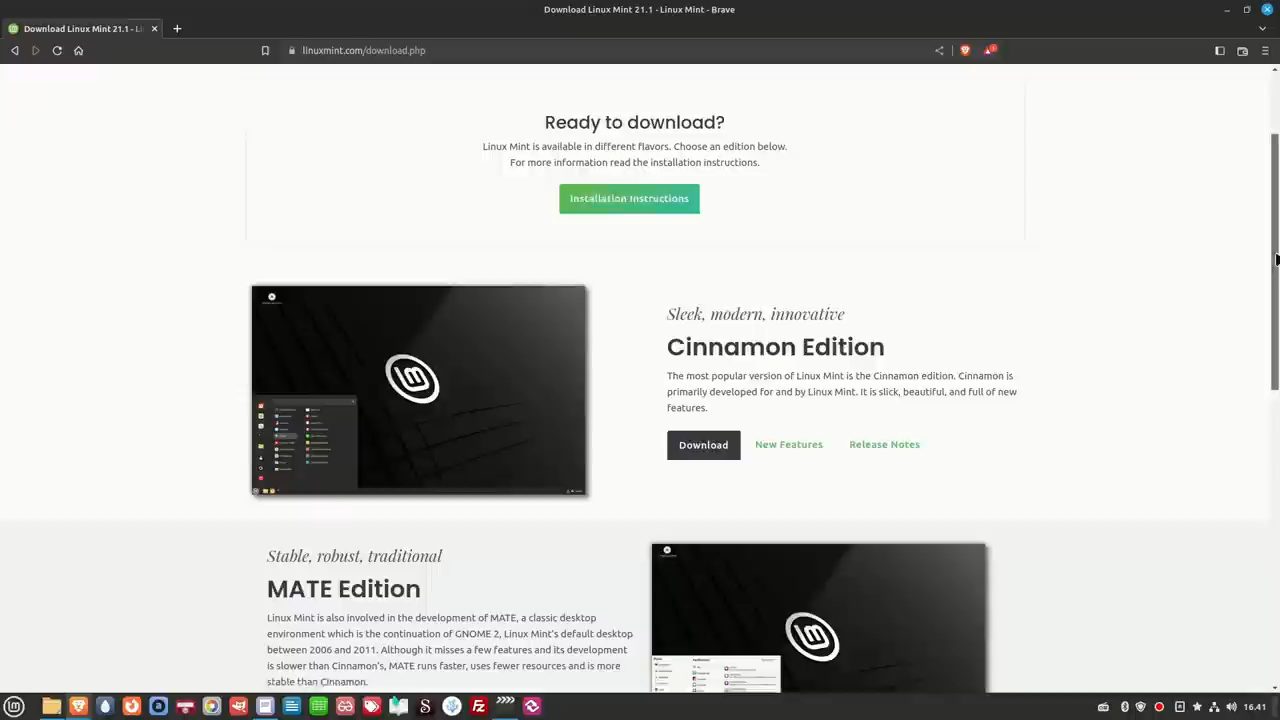 Download Linux Mint 21.1 - Linux Mint - Brave
Download Linux Mint 21.1 - Li
linuxmint.com/download.php
Ready to download?
Linux Mint is available in different flavors. Choose an edition below.
For more information read the installation instructions.
Installation Instructions
Sleek, modern, innovative
Cinnamon Edition
The most popular version of Linux Mint is the Cinnamon edition. Cinnamon is
primarily developed for and by Linux Mint. It is slick, beautiful, and full of new
features.
Download New Features Release Notes
Stable, robust, traditional
MATE Edition
Linux Mint is also involved in the development of MATE, a classic desktop
environment which is the continuation of GNOME 2, Linux Mint's default desktop
between 2006 and 2011. Although it misses a few features and its development
is slower than Cinnamon's, MATE runs faster, uses fewer resources and is more
stable than Cinnamon.
16.41